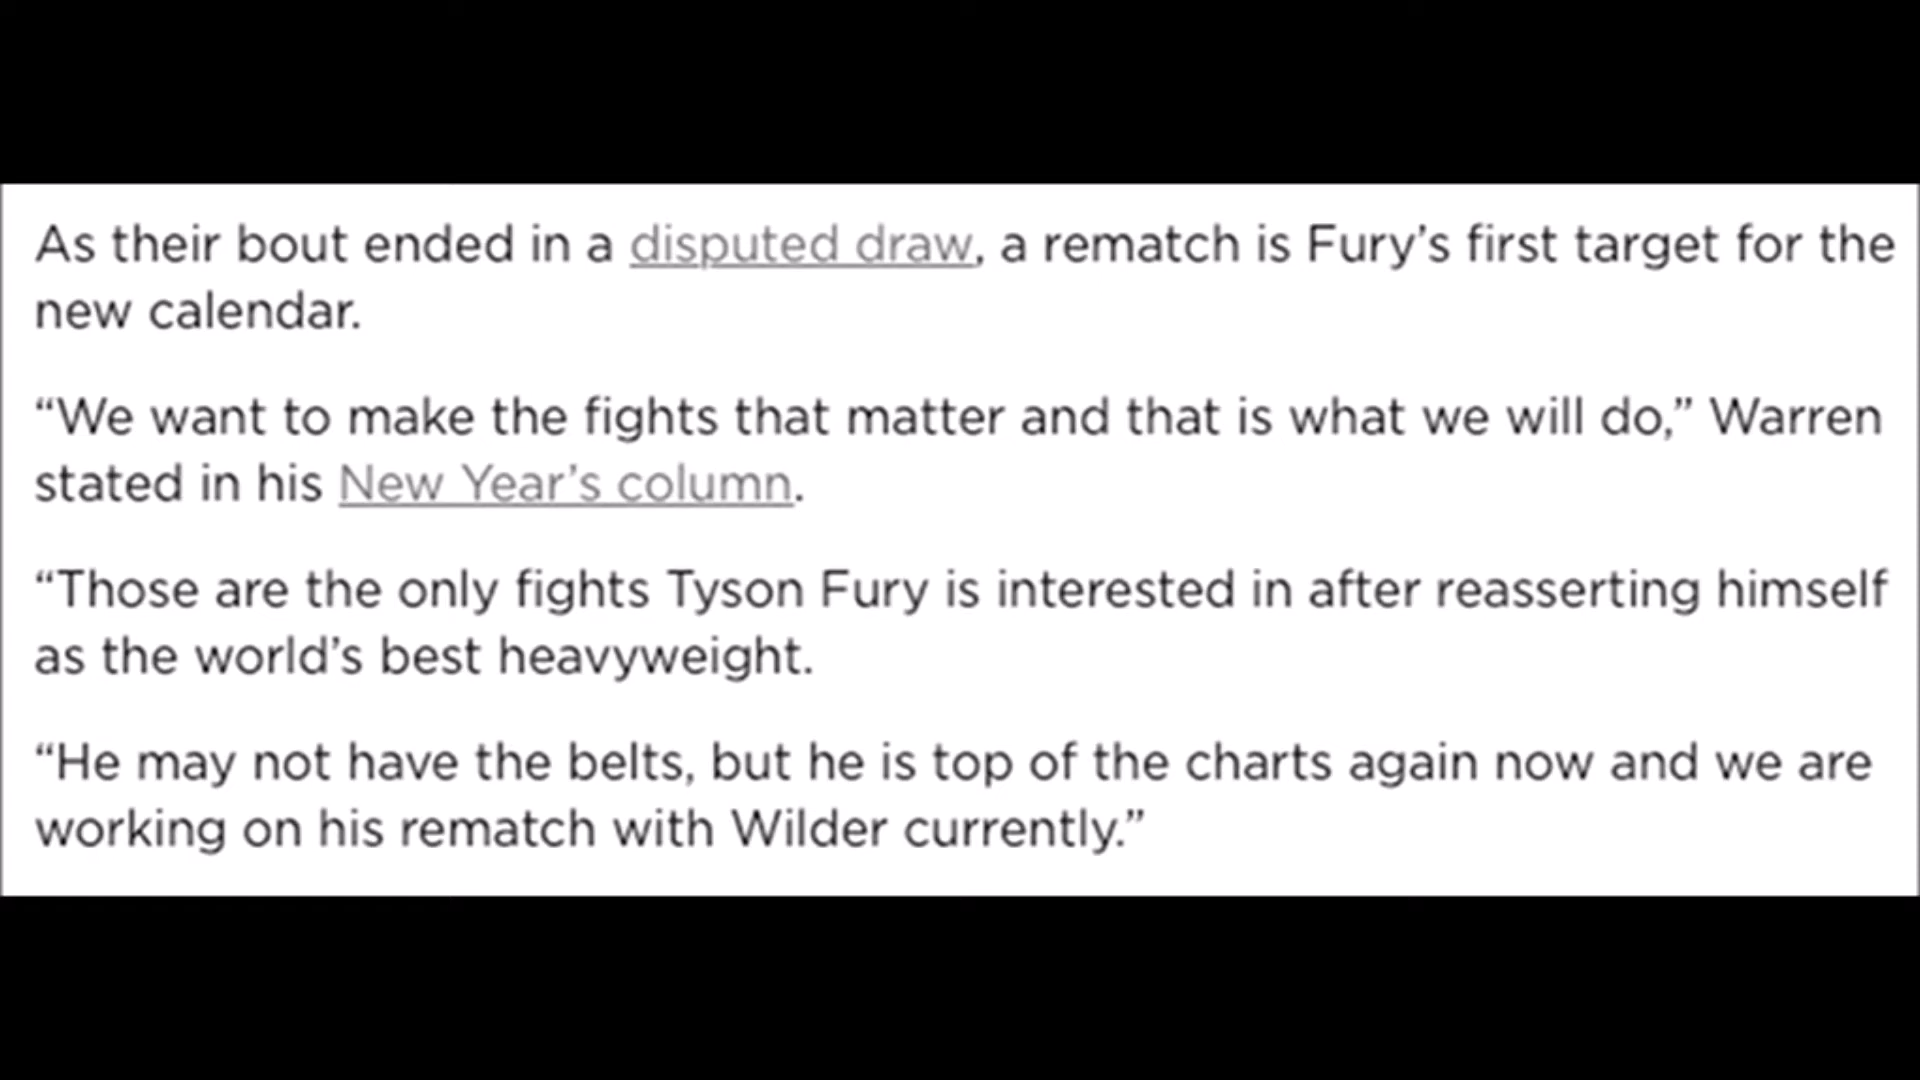 As their bout ended in a disputed draw, a rematch is Fury’s first target for the
new calendar.
“We want to make the fights that matter and that is what we will do,” Warren
stated in his New Year’s column.
“Those are the only fights Tyson Fury is interested in after reasserting himself
as the world’s best heavyweight.
“He may not have the belts, but he is top of the charts again now and we are
working on his rematch with Wilder currently.”